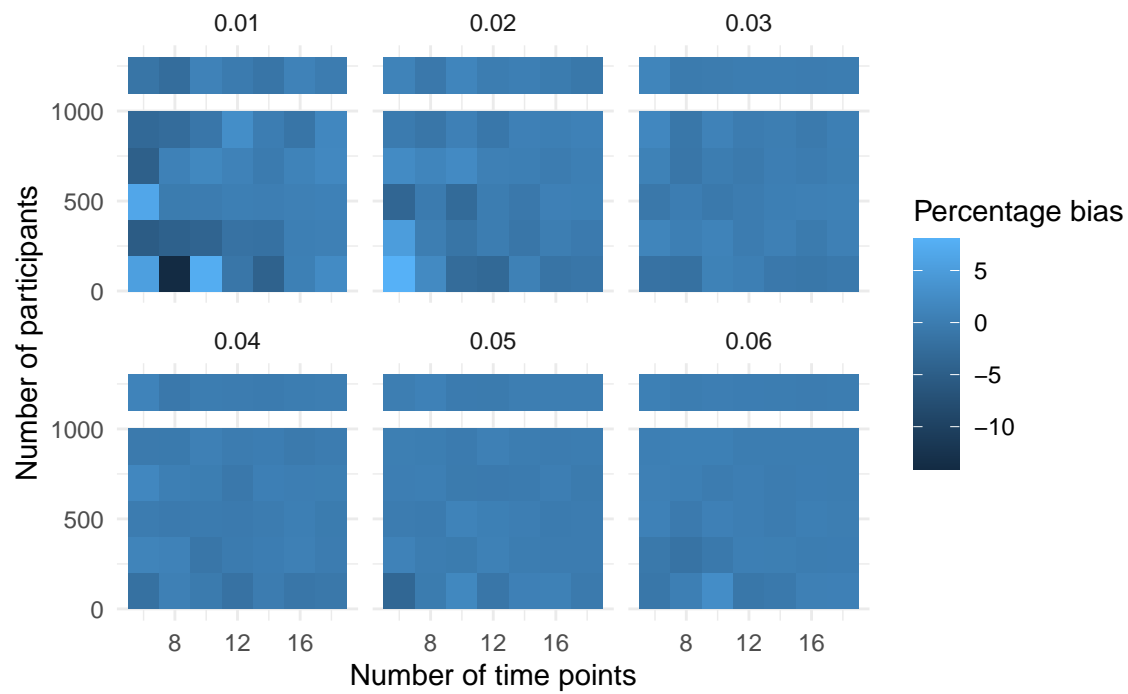 0.01 0.02 0.03
1000
500
0
Number of participants
0.04 0.05 0.06
1000
500
0
8 12 16 8 12 16 8 12 16
Number of time points
Percentage bias
5
0
−5
−10